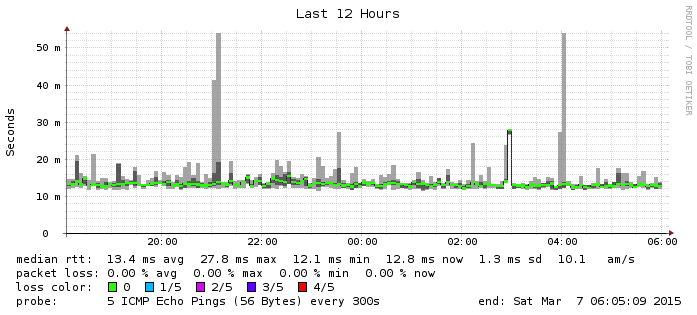 Last 12 Hours
RRDTOOL / TOBI OETIKER
Seconds
50 m
40 m
30 m
20 m
10 m
0
20:00 22:00 00:00 02:00 04:00 06:00
median rtt: 13.4 ms avg 27.8 ms max 12.1 ms min 12.8 ms now 1.3 ms sd 10.1 am/s
packet loss: 0.00 % avg 0.00 % max 0.00 % min 0.00 % now
loss color: 0 1/5 2/5 3/5 4/5
probe: 5 ICMP Echo Pings (56 Bytes) every 300s end: Sat Mar 7 06:05:09 2015